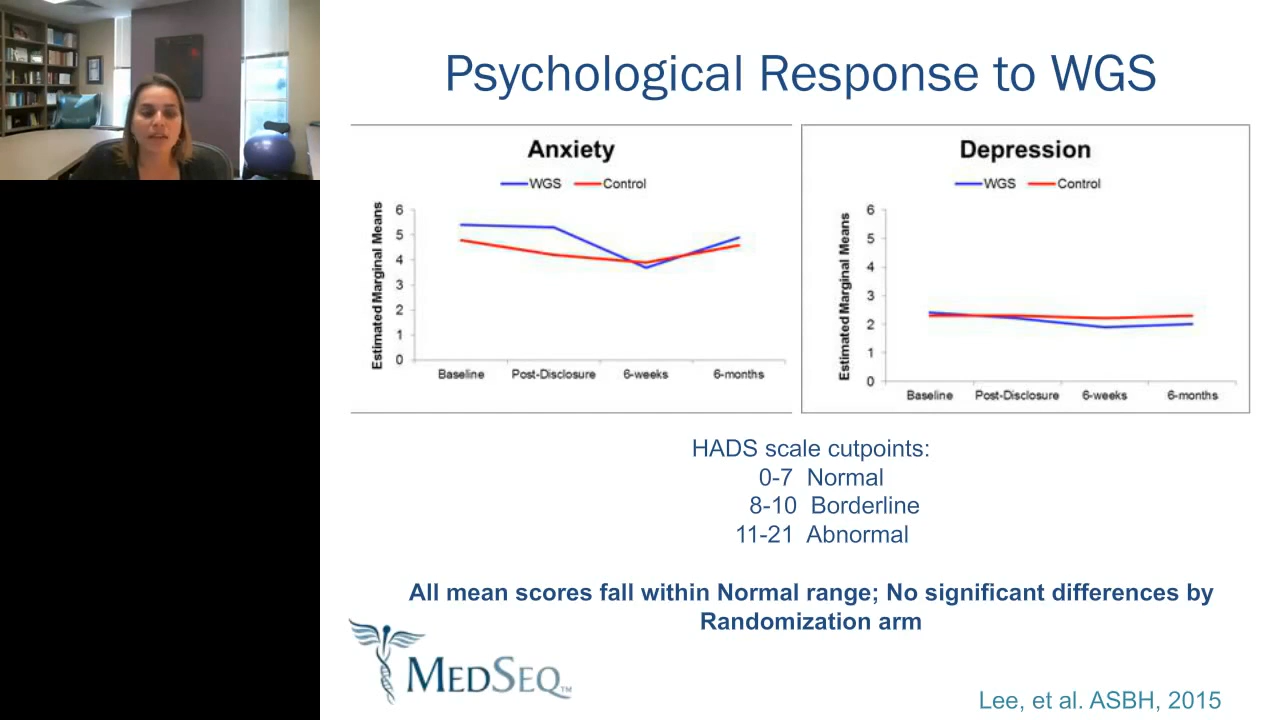 Psychological Response to WGS
Anxiety
WGS Control
Estimated Marginal Means
6
5
4
3
2
1
0
Baseline Post-Disclosure 6-weeks 6-months
Depression
WGS Control
Estimated Marginal Means
6
5
4
3
2
1
0
Baseline Post-Disclosure 6-weeks 6-months
HADS scale cutpoints:
0-7 Normal
8-10 Borderline
11-21 Abnormal
All mean scores fall within Normal range; No significant differences by
Randomization arm
MEDSEQ™
Lee, et al. ASBH, 2015